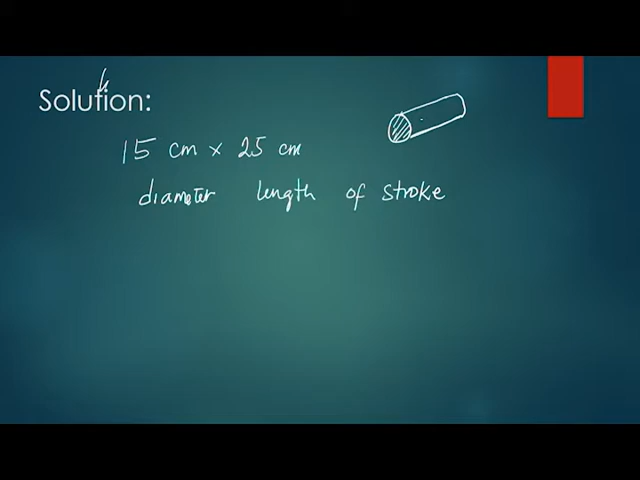 Solution:
15 cm × 25 cm
diameter length of stroke